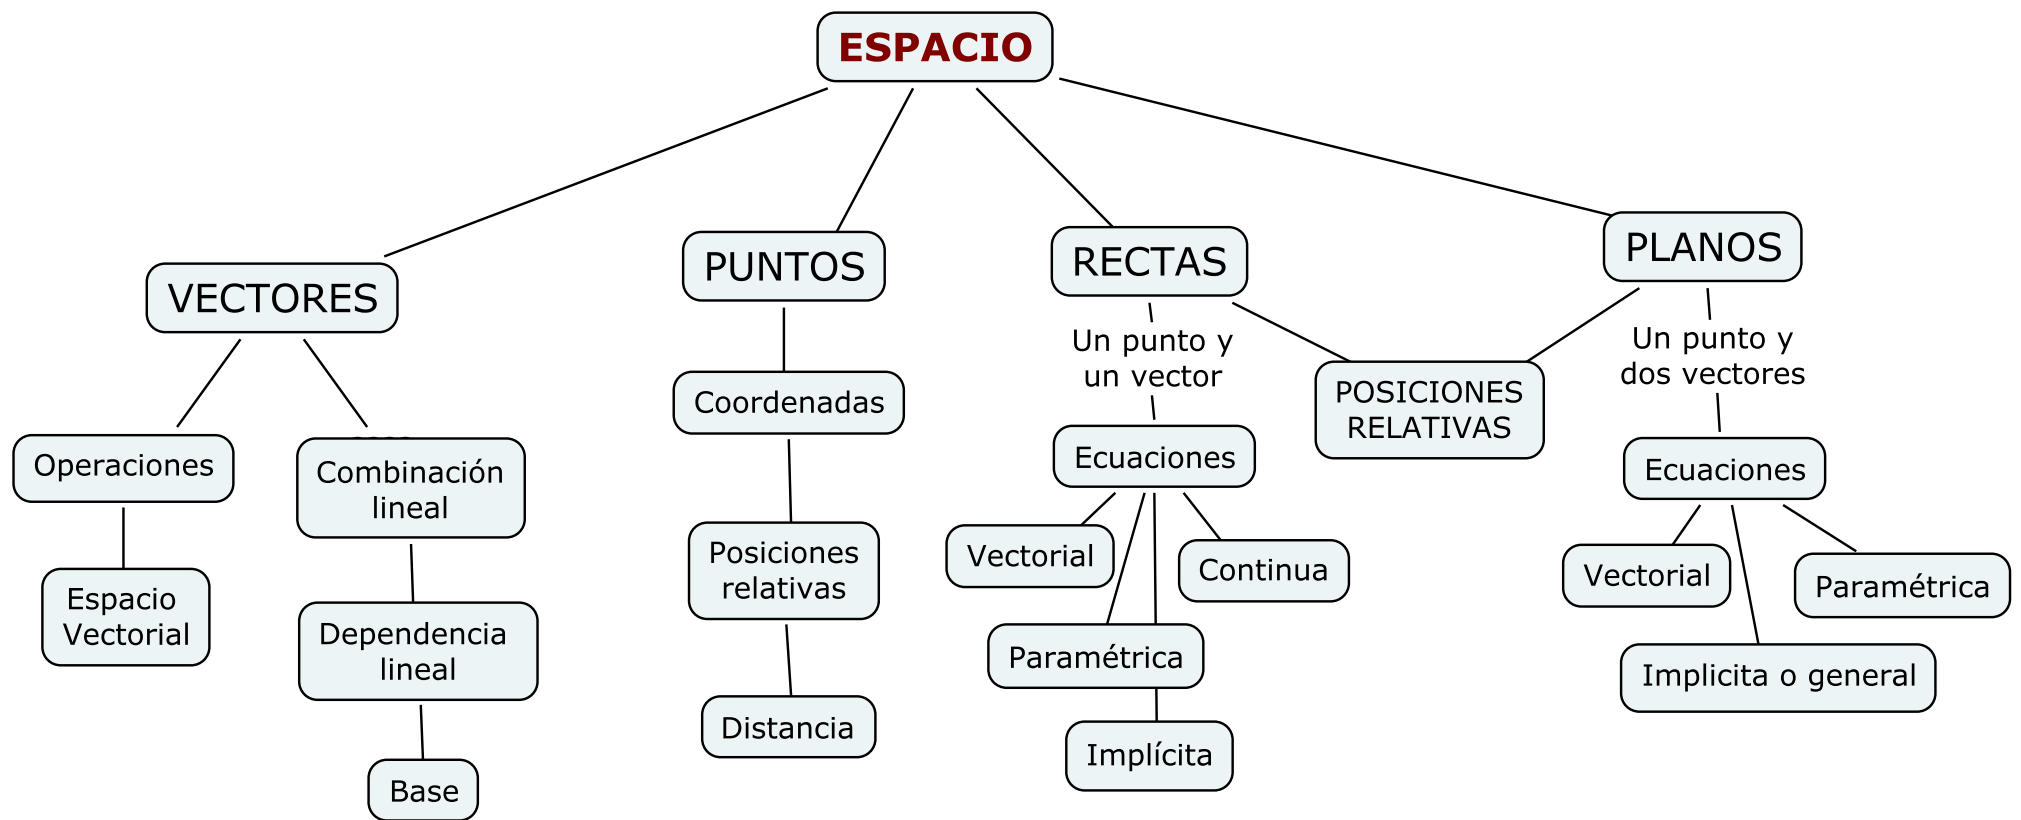 ESPACIO
VECTORES
PUNTOS
RECTAS
PLANOS
Operaciones
Espacio
Vectorial
Combinación
lineal
Dependencia
lineal
Base
Coordenadas
Posiciones
relativas
Distancia
Un punto y
un vector
Ecuaciones
Vectorial
Continua
Paramétrica
Implícita
POSICIONES
RELATIVAS
Un punto y
dos vectores
Ecuaciones
Vectorial
Paramétrica
Implicita o general